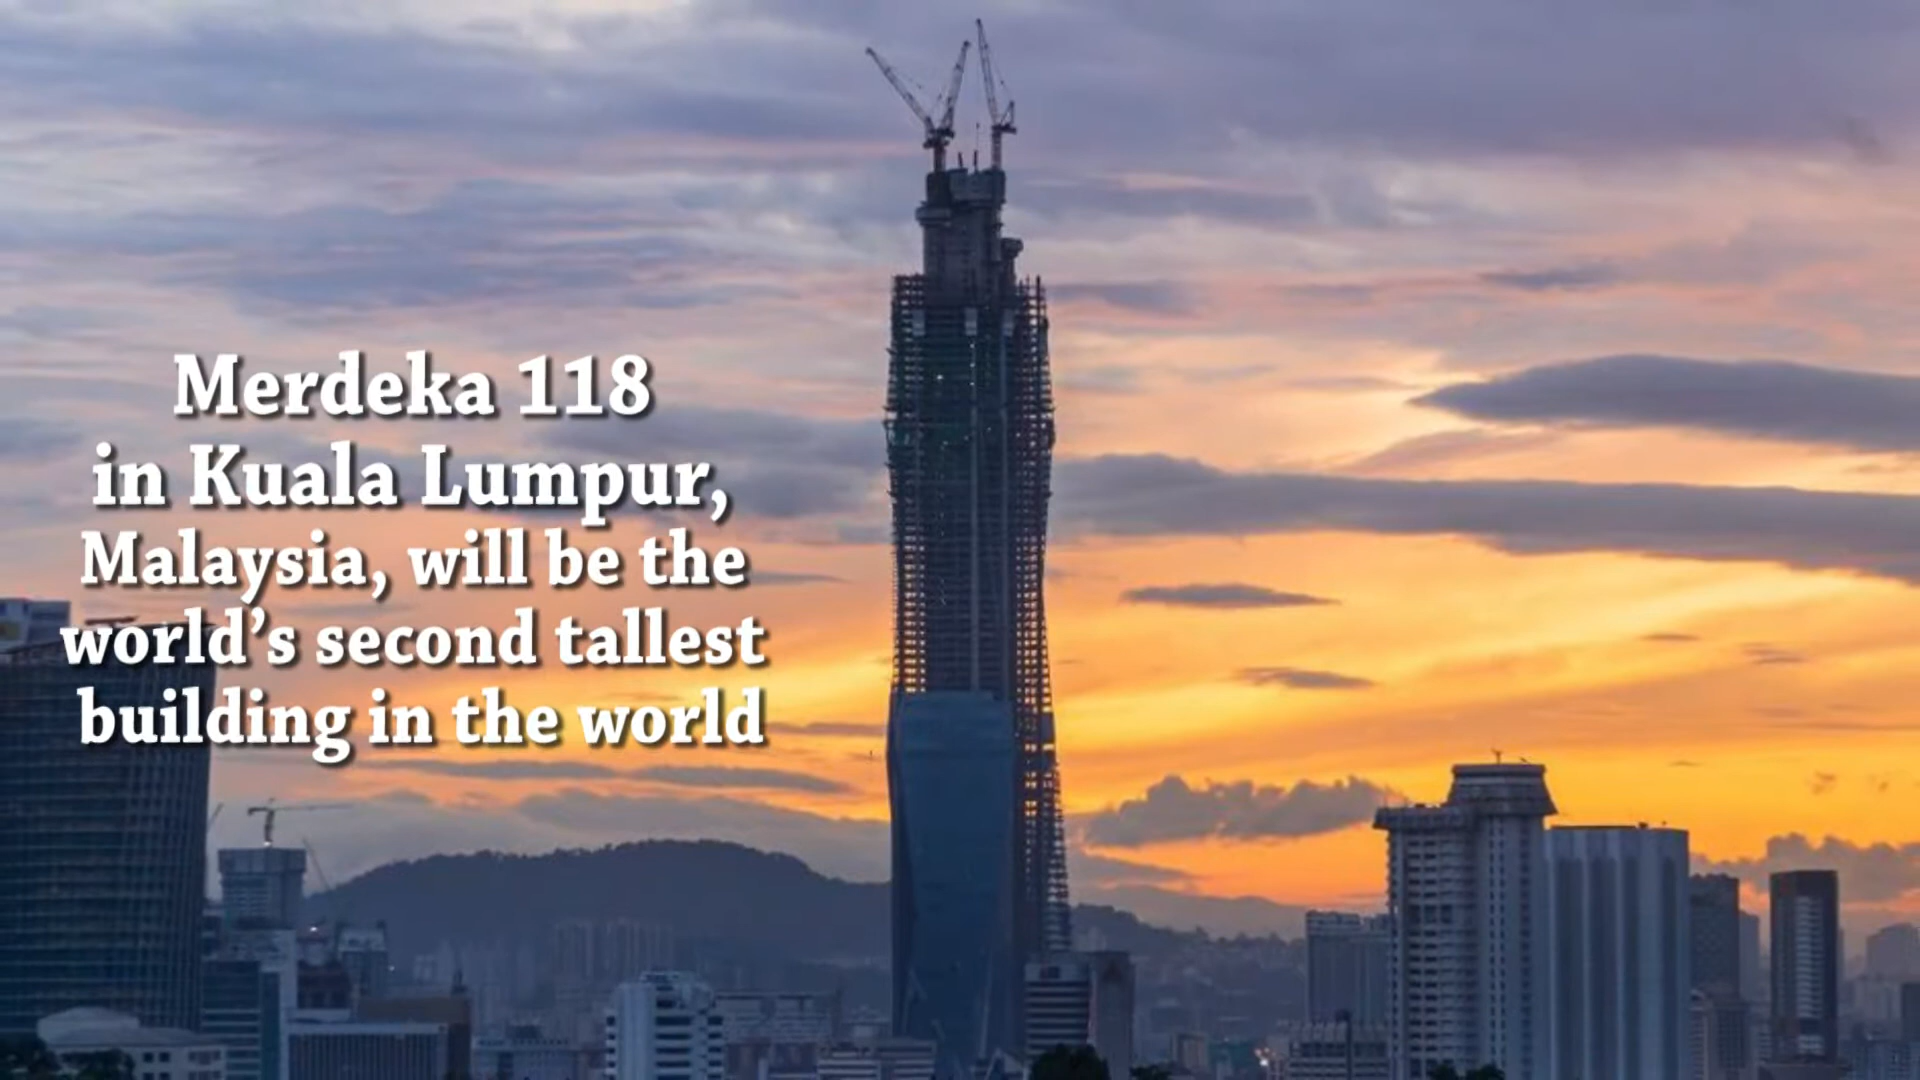 Merdeka 118
in Kuala Lumpur,
Malaysia, will be the
world’s second tallest
building in the world